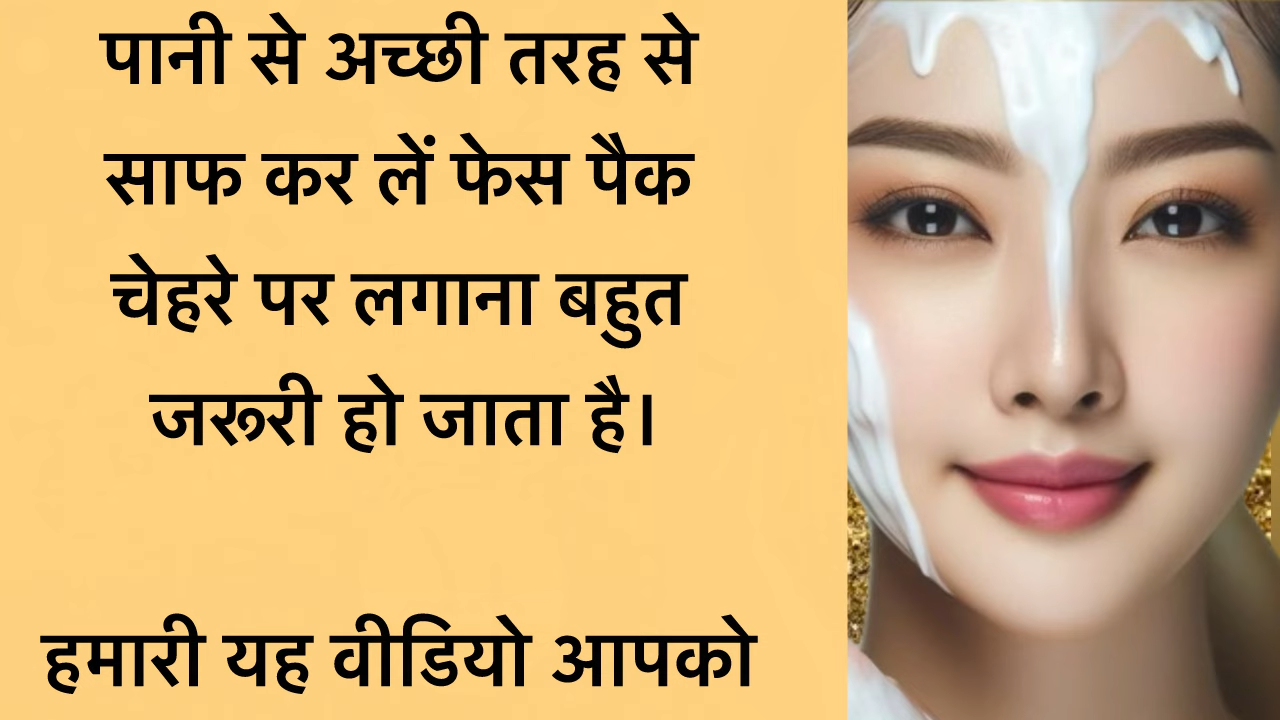 पानी से अच्छी तरह से
साफ कर लें फेस पैक
चेहरे पर लगाना बहुत
जरूरी हो जाता है।
हमारी यह वीडियो आपको